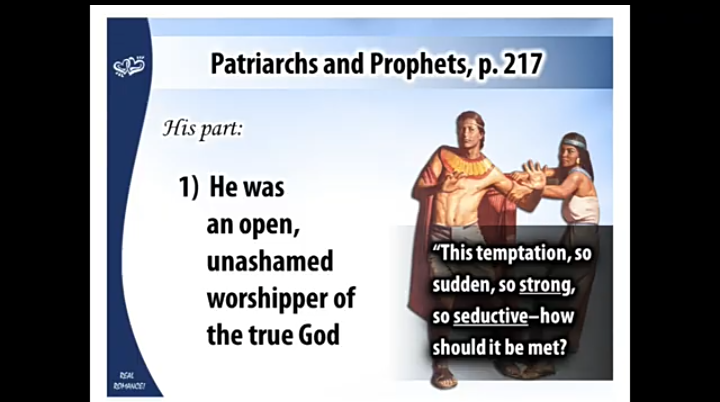 Patriarchs and Prophets, p. 217
His part:
1) He was
an open,
unashamed
worshipper of
the true God
“This temptation, so
sudden, so strong,
so seductive–how
should it be met?
REAL
ROMANCE!